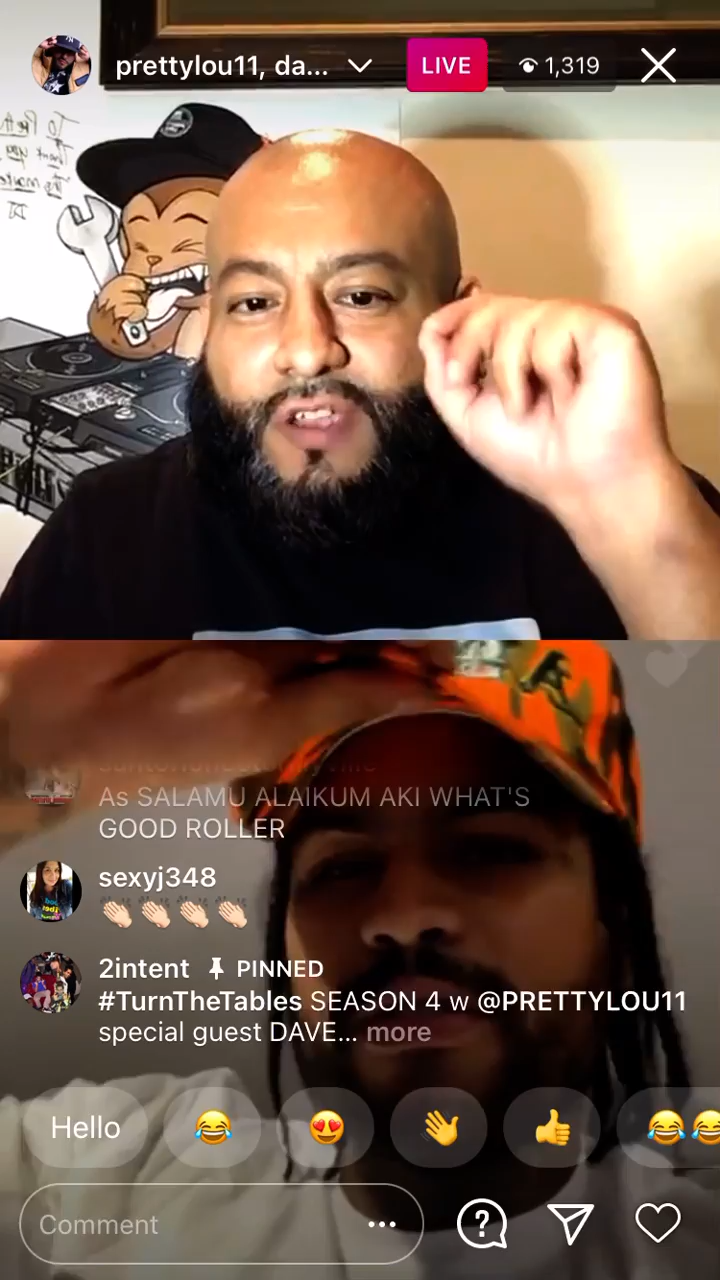 prettylou11, da...
LIVE
1,319
As SALAMU ALAIKUM AKI WHAT'S
GOOD ROLLER
sexyj348
👏🏻👏🏻👏🏻👏🏻
2intent PINNED
#TurnTheTables SEASON 4 w @PRETTYLOU11
special guest DAVE... more
Hello 😂 😍 👋 👍 😂😂
Comment